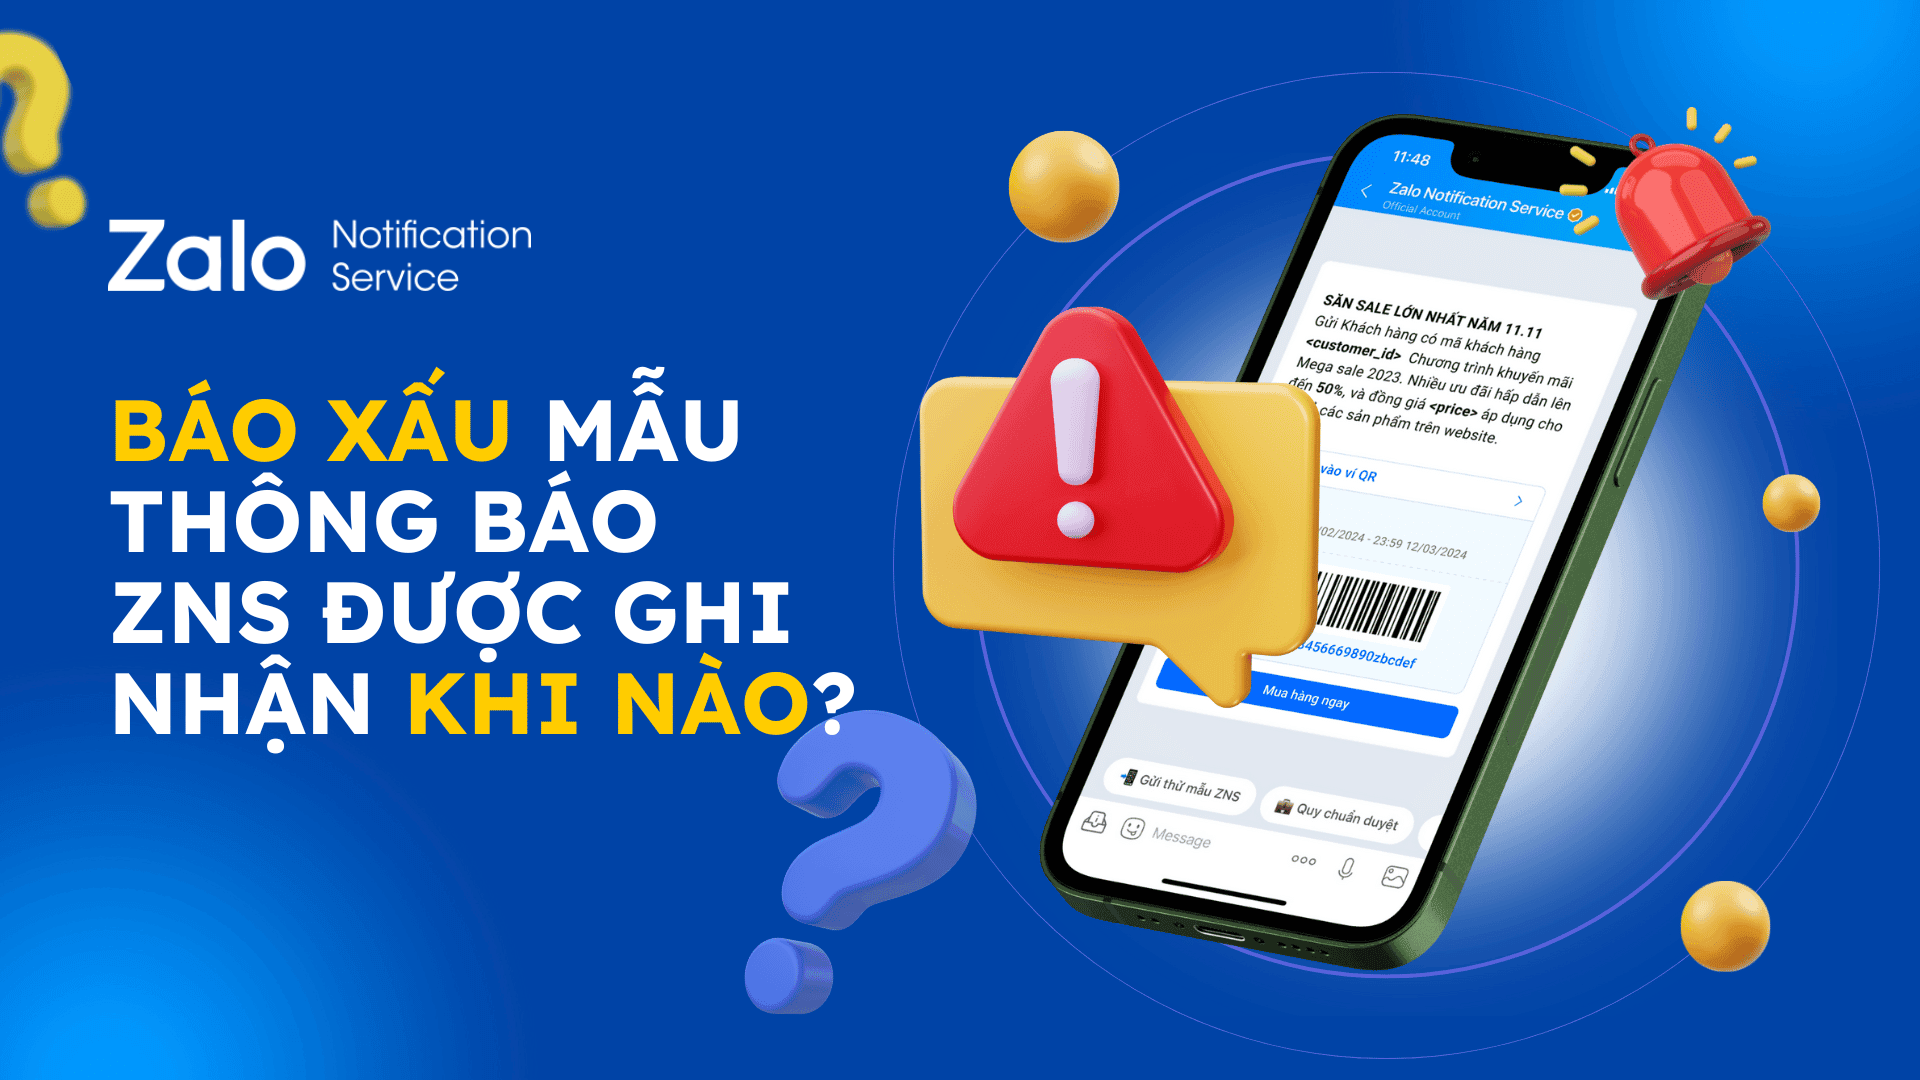 Zalo Notification
Service
BÁO XẤU MẪU
THÔNG BÁO
ZNS ĐƯỢC GHI
NHẬN KHI NÀO?
11:48
Zalo Notification Service
Official Account
SĂN SALE LỚN NHẤT NĂM 11.11
Gửi Khách hàng có mã khách hàng
<customer_id> Chương trình khuyến mãi
Mega sale 2023. Nhiều ưu đãi hấp dẫn lên
đến 50%, và đồng giá <price> áp dụng cho
các sản phẩm trên website.
vào ví QR
/02/2024 - 23:59 12/03/2024
456669890zbcdef
Mua hàng ngay
Gửi thử mẫu ZNS
Quy chuẩn duyệt
Message